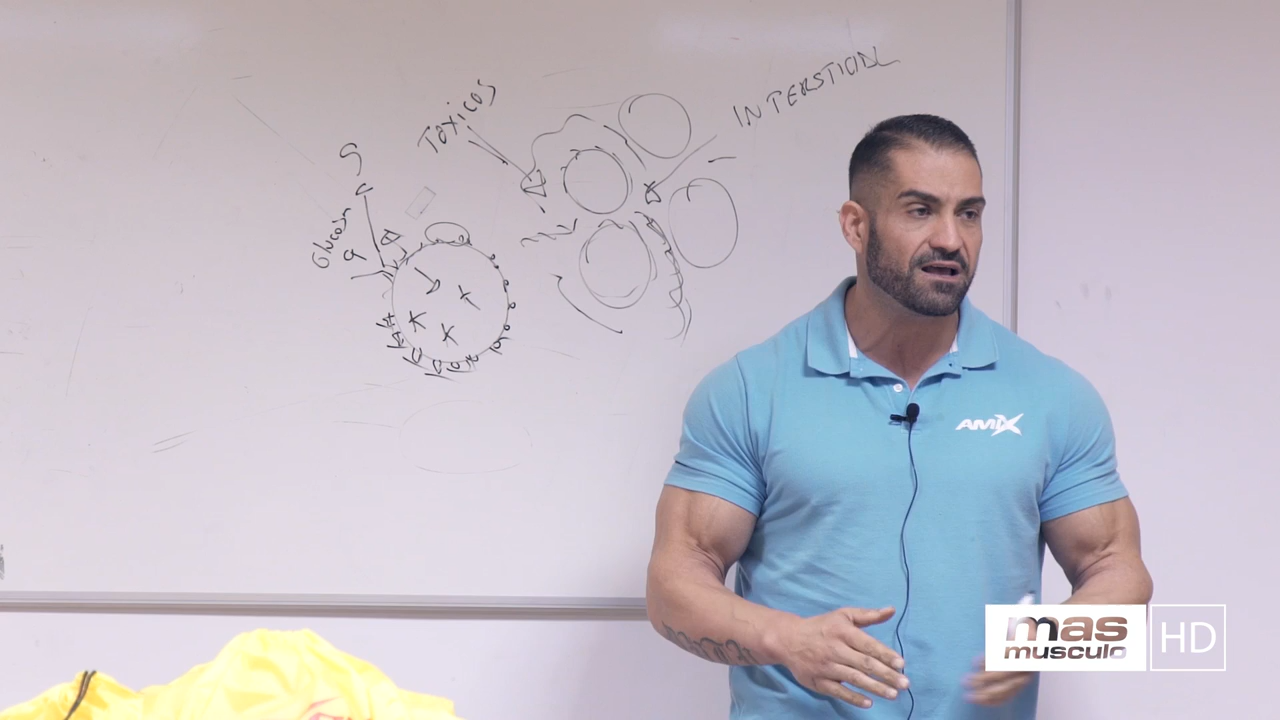 TOXICOS
INTERSTICIAL
Glucosa
AMIX
mas
musculo
HD